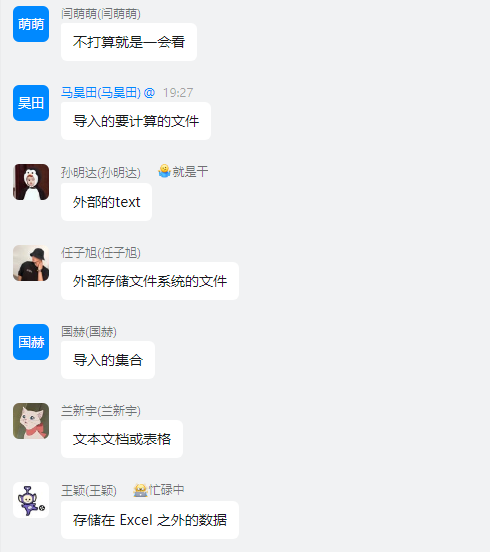 萌萌
闫萌萌(闫萌萌)
不打算就是一会看
昊田
马昊田(马昊田) @ 19:27
导入的要计算的文件
孙明达(孙明达) 就是干
外部的text
任子旭(任子旭)
外部存储文件系统的文件
国赫
国赫(国赫)
导入的集合
兰新宇(兰新宇)
文本文档或表格
王颖(王颖) 忙碌中
存储在 Excel 之外的数据